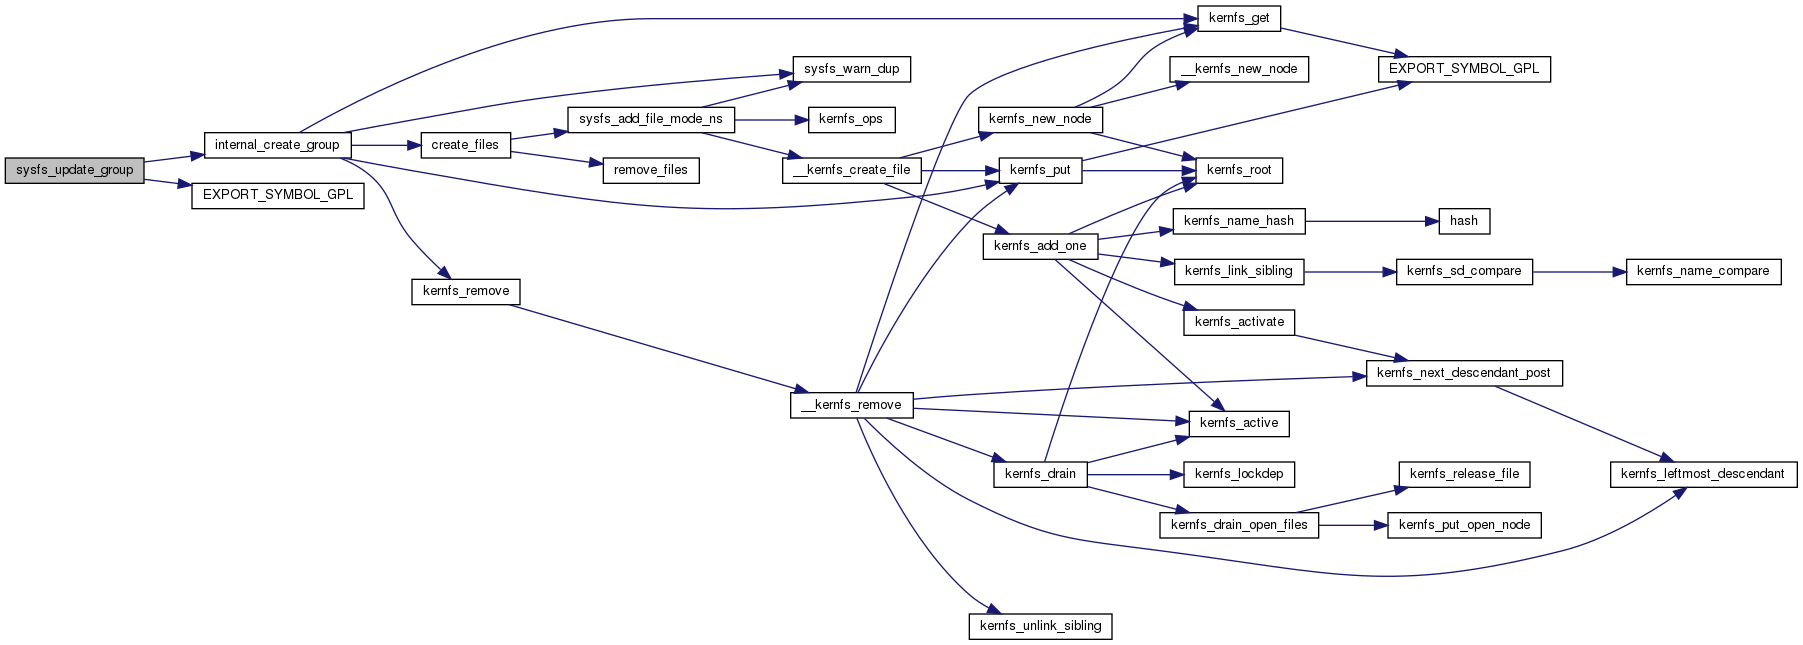 kernfs_get
sysfs_warn_dup
__kernfs_new_node
EXPORT_SYMBOL_GPL
sysfs_add_file_mode_ns
kernfs_ops
kernfs_new_node
internal_create_group
create_files
sysfs_update_group
remove_files
__kernfs_create_file
kernfs_put
kernfs_root
EXPORT_SYMBOL_GPL
kernfs_name_hash
hash
kernfs_add_one
kernfs_link_sibling
kernfs_sd_compare
kernfs_name_compare
kernfs_remove
kernfs_activate
kernfs_next_descendant_post
__kernfs_remove
kernfs_active
kernfs_drain
kernfs_lockdep
kernfs_release_file
kernfs_leftmost_descendant
kernfs_drain_open_files
kernfs_put_open_node
kernfs_unlink_sibling